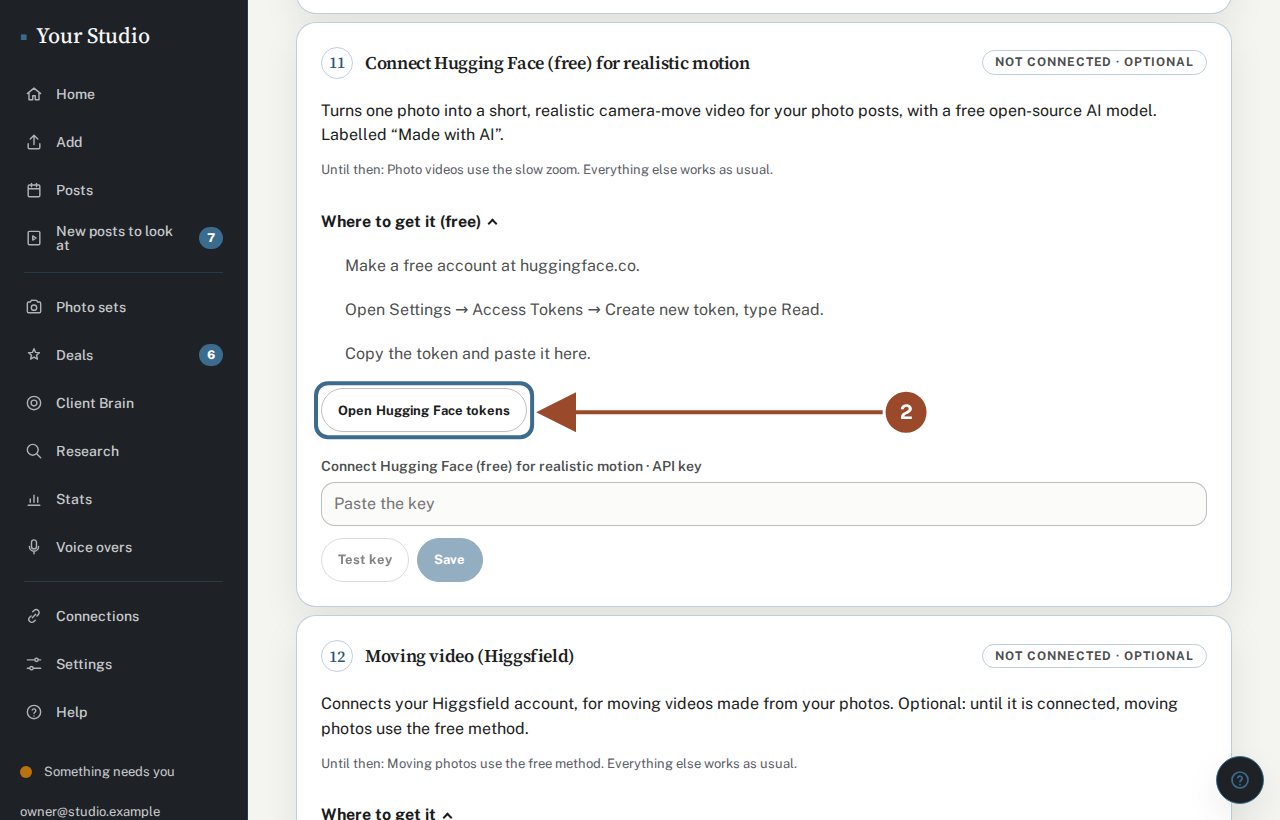 Your Studio
Home
Add
Posts
New posts to look
at
7
Photo sets
Deals
6
Client Brain
Research
Stats
Voice overs
Connections
Settings
Help
Something needs you
owner@studio.example
11
Connect Hugging Face (free) for realistic motion
NOT CONNECTED · OPTIONAL
Turns one photo into a short, realistic camera-move video for your photo posts, with a free open-source AI model.
Labelled “Made with AI”.
Until then: Photo videos use the slow zoom. Everything else works as usual.
Where to get it (free)
Make a free account at huggingface.co.
Open Settings → Access Tokens → Create new token, type Read.
Copy the token and paste it here.
Open Hugging Face tokens
2
Connect Hugging Face (free) for realistic motion · API key
Paste the key
Test key
Save
12
Moving video (Higgsfield)
NOT CONNECTED · OPTIONAL
Connects your Higgsfield account, for moving videos made from your photos. Optional: until it is connected, moving
photos use the free method.
Until then: Moving photos use the free method. Everything else works as usual.
Where to get it